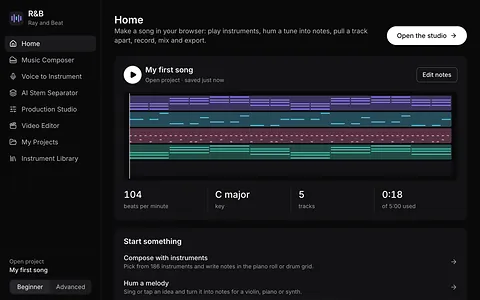 R&B
Ray and Beat
Home
Music Composer
Voice to Instrument
AI Stem Separator
Production Studio
Video Editor
My Projects
Instrument Library
Open project
My first song
Beginner
Advanced
Home
Make a song in your browser: play instruments, hum a tune into notes, pull a track
apart, record, mix and export.
Open the studio →
My first song
Open project · saved just now
Edit notes
104
beats per minute
C major
key
5
tracks
0:18
of 5:00 used
Start something
Compose with instruments
Pick from 186 instruments and write notes in the piano roll or drum grid.
Hum a melody
Sing or tap an idea and turn it into notes for a violin, piano or synth.